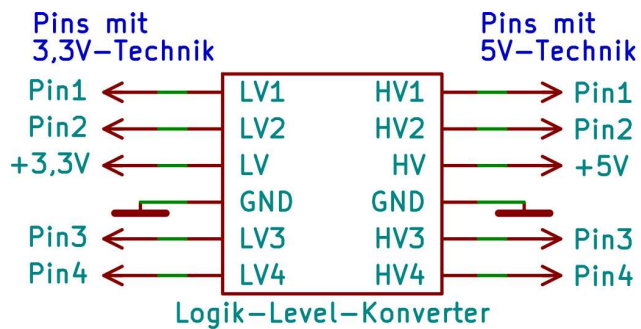 Pins mit
3,3V-Technik
Pins mit
5V-Technik
Pin1 LV1 HV1 Pin1
Pin2 LV2 HV2 Pin2
+3,3V LV HV +5V
GND GND
Pin3 LV3 HV3 Pin3
Pin4 LV4 HV4 Pin4
Logik-Level-Konverter